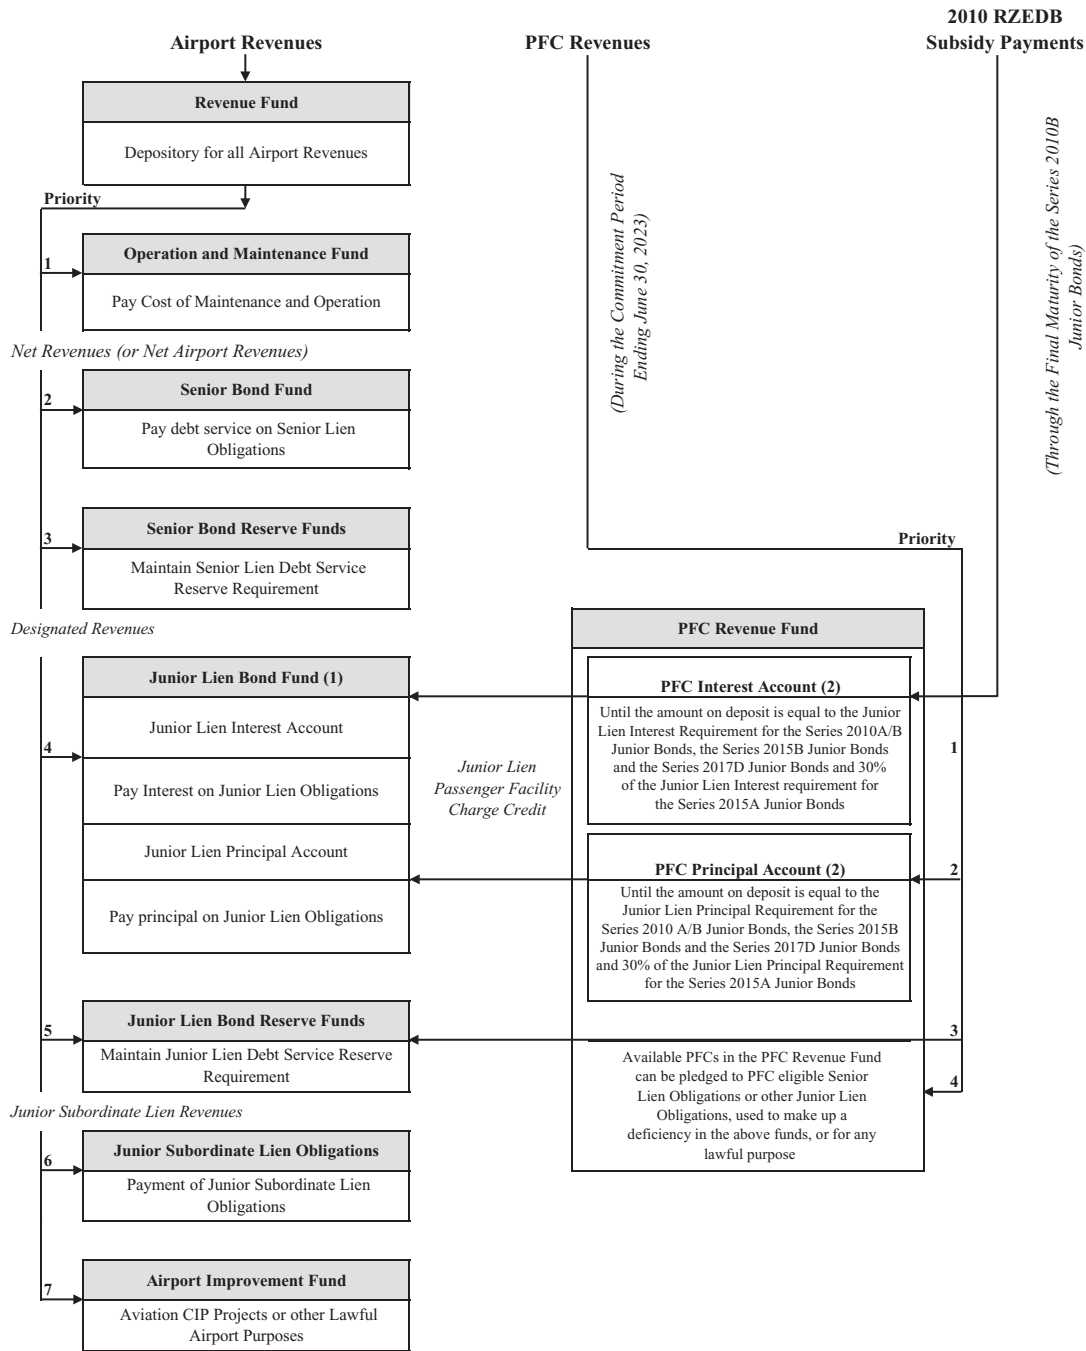 2010 RZEDB
Airport Revenues
PFC Revenues
Subsidy Payments
Revenue Fund
Depository for all Airport Revenues
Priority
1
Operation and Maintenance Fund
Pay Cost of Maintenance and Operation
Net Revenues (or Net Airport Revenues)
2
Senior Bond Fund
Pay debt service on Senior Lien
Obligations
3
Senior Bond Reserve Funds
Maintain Senior Lien Debt Service
Reserve Requirement
Designated Revenues
4
Junior Lien Bond Fund (1)
Junior Lien Interest Account
Pay Interest on Junior Lien Obligations
Junior Lien Principal Account
Pay principal on Junior Lien Obligations
5
Junior Lien Bond Reserve Funds
Maintain Junior Lien Debt Service Reserve
Requirement
Junior Subordinate Lien Revenues
6
Junior Subordinate Lien Obligations
Payment of Junior Subordinate Lien
Obligations
7
Airport Improvement Fund
Aviation CIP Projects or other Lawful
Airport Purposes
(During the Commitment Period
Ending June 30, 2023)
(Through the Final Maturity of the Series 2010B
Junior Bonds)
Priority
Junior Lien
Passenger Facility
Charge Credit
PFC Revenue Fund
PFC Interest Account (2)
Until the amount on deposit is equal to the Junior
Lien Interest Requirement for the Series 2010A/B
Junior Bonds, the Series 2015B Junior Bonds
and the Series 2017D Junior Bonds and 30%
of the Junior Lien Interest requirement for
the Series 2015A Junior Bonds
1
PFC Principal Account (2)
Until the amount on deposit is equal to the
Junior Lien Principal Requirement for the
Series 2010 A/B Junior Bonds, the Series 2015B
Junior Bonds and the Series 2017D Junior Bonds
and 30% of the Junior Lien Principal Requirement
for the Series 2015A Junior Bonds
2
3
Available PFCs in the PFC Revenue Fund
can be pledged to PFC eligible Senior
Lien Obligations or other Junior Lien
Obligations, used to make up a
deficiency in the above funds, or for any
lawful purpose
4